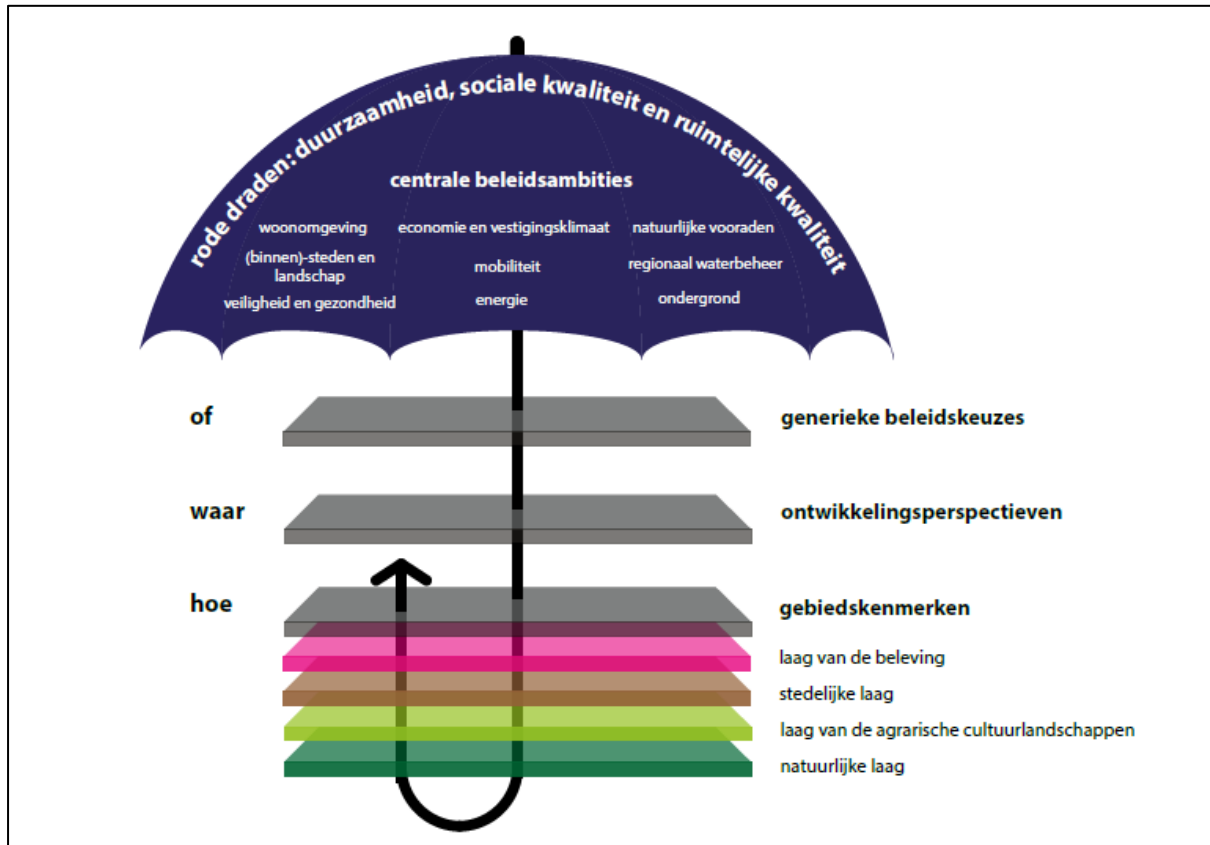 rode draden: duurzaamheid, sociale kwaliteit en ruimtelijke kwaliteit
centrale beleidsambities
woonomgeving
(binnen)-steden en
landschap
veiligheid en gezondheid
economie en vestigingsklimaat
mobiliteit
energie
natuurlijke vooraden
regionaal waterbeheer
ondergrond
of
generieke beleidskeuzes
waar
ontwikkelingsperspectieven
hoe
gebiedskenmerken
laag van de beleving
stedelijke laag
laag van de agrarische cultuurlandschappen
natuurlijke laag